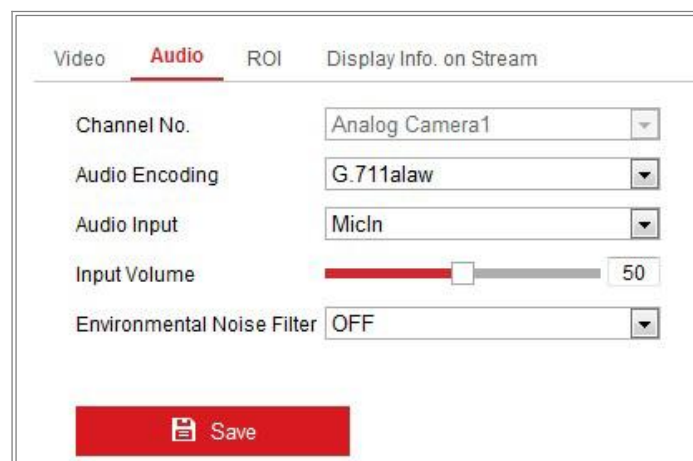 Video Audio ROI Display Info. on Stream
Channel No. Analog Camera1
Audio Encoding G.711alaw
Audio Input MicIn
Input Volume 50
Environmental Noise Filter OFF
Save